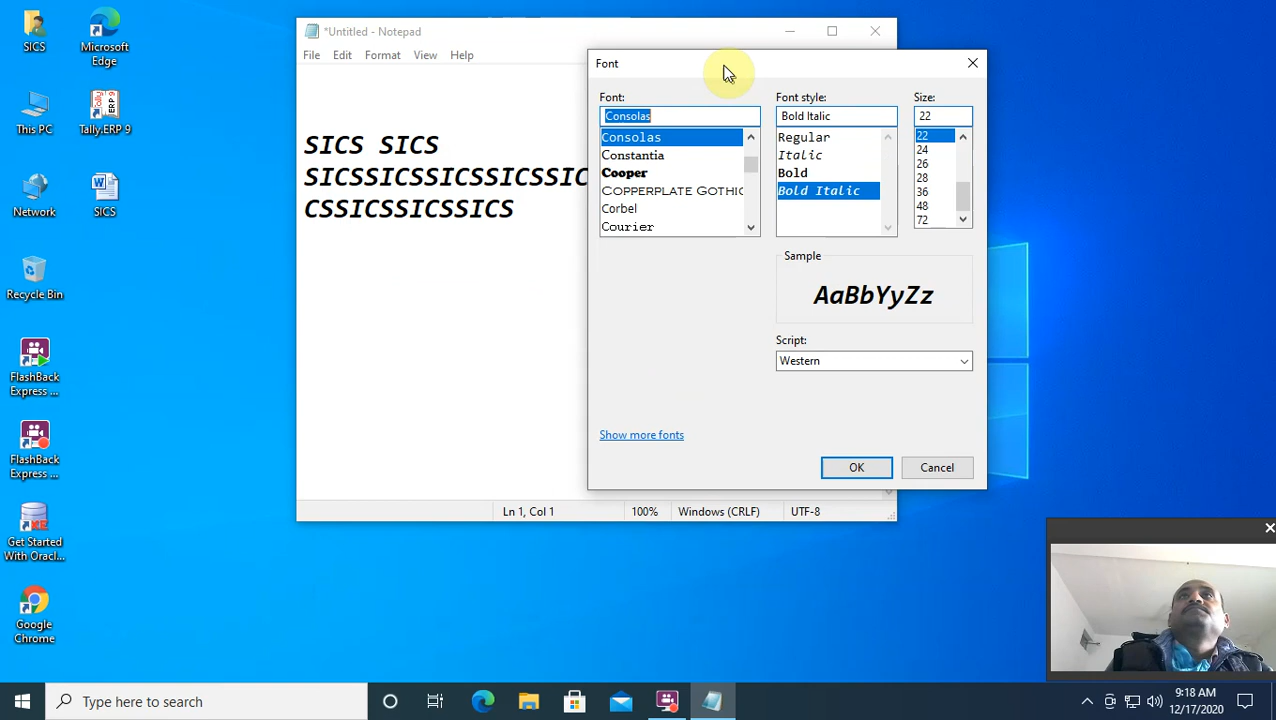 SICS
Microsoft
Edge
This PC
Tally.ERP 9
Network
SICS
Recycle Bin
FlashBack
Express ...
FlashBack
Express ...
Get Started
With Oracl...
Google
Chrome
*Untitled - Notepad
File Edit Format View Help
SICS SICS
SICSSICSSICSSICSSIC
CSSICSSICSSICS
Ln 1, Col 1 100% Windows (CRLF) UTF-8
Font
Font: Font style: Size:
Consolas Bold Italic 22
Consolas
Constantia
Cooper
COPPERPLATE GOTHIC
Corbel
Courier
Regular
Italic
Bold
Bold Italic
22
24
26
28
36
48
72
Sample
AaBbYyZz
Script:
Western
Show more fonts
OK Cancel
Type here to search
9:18 AM
12/17/2020